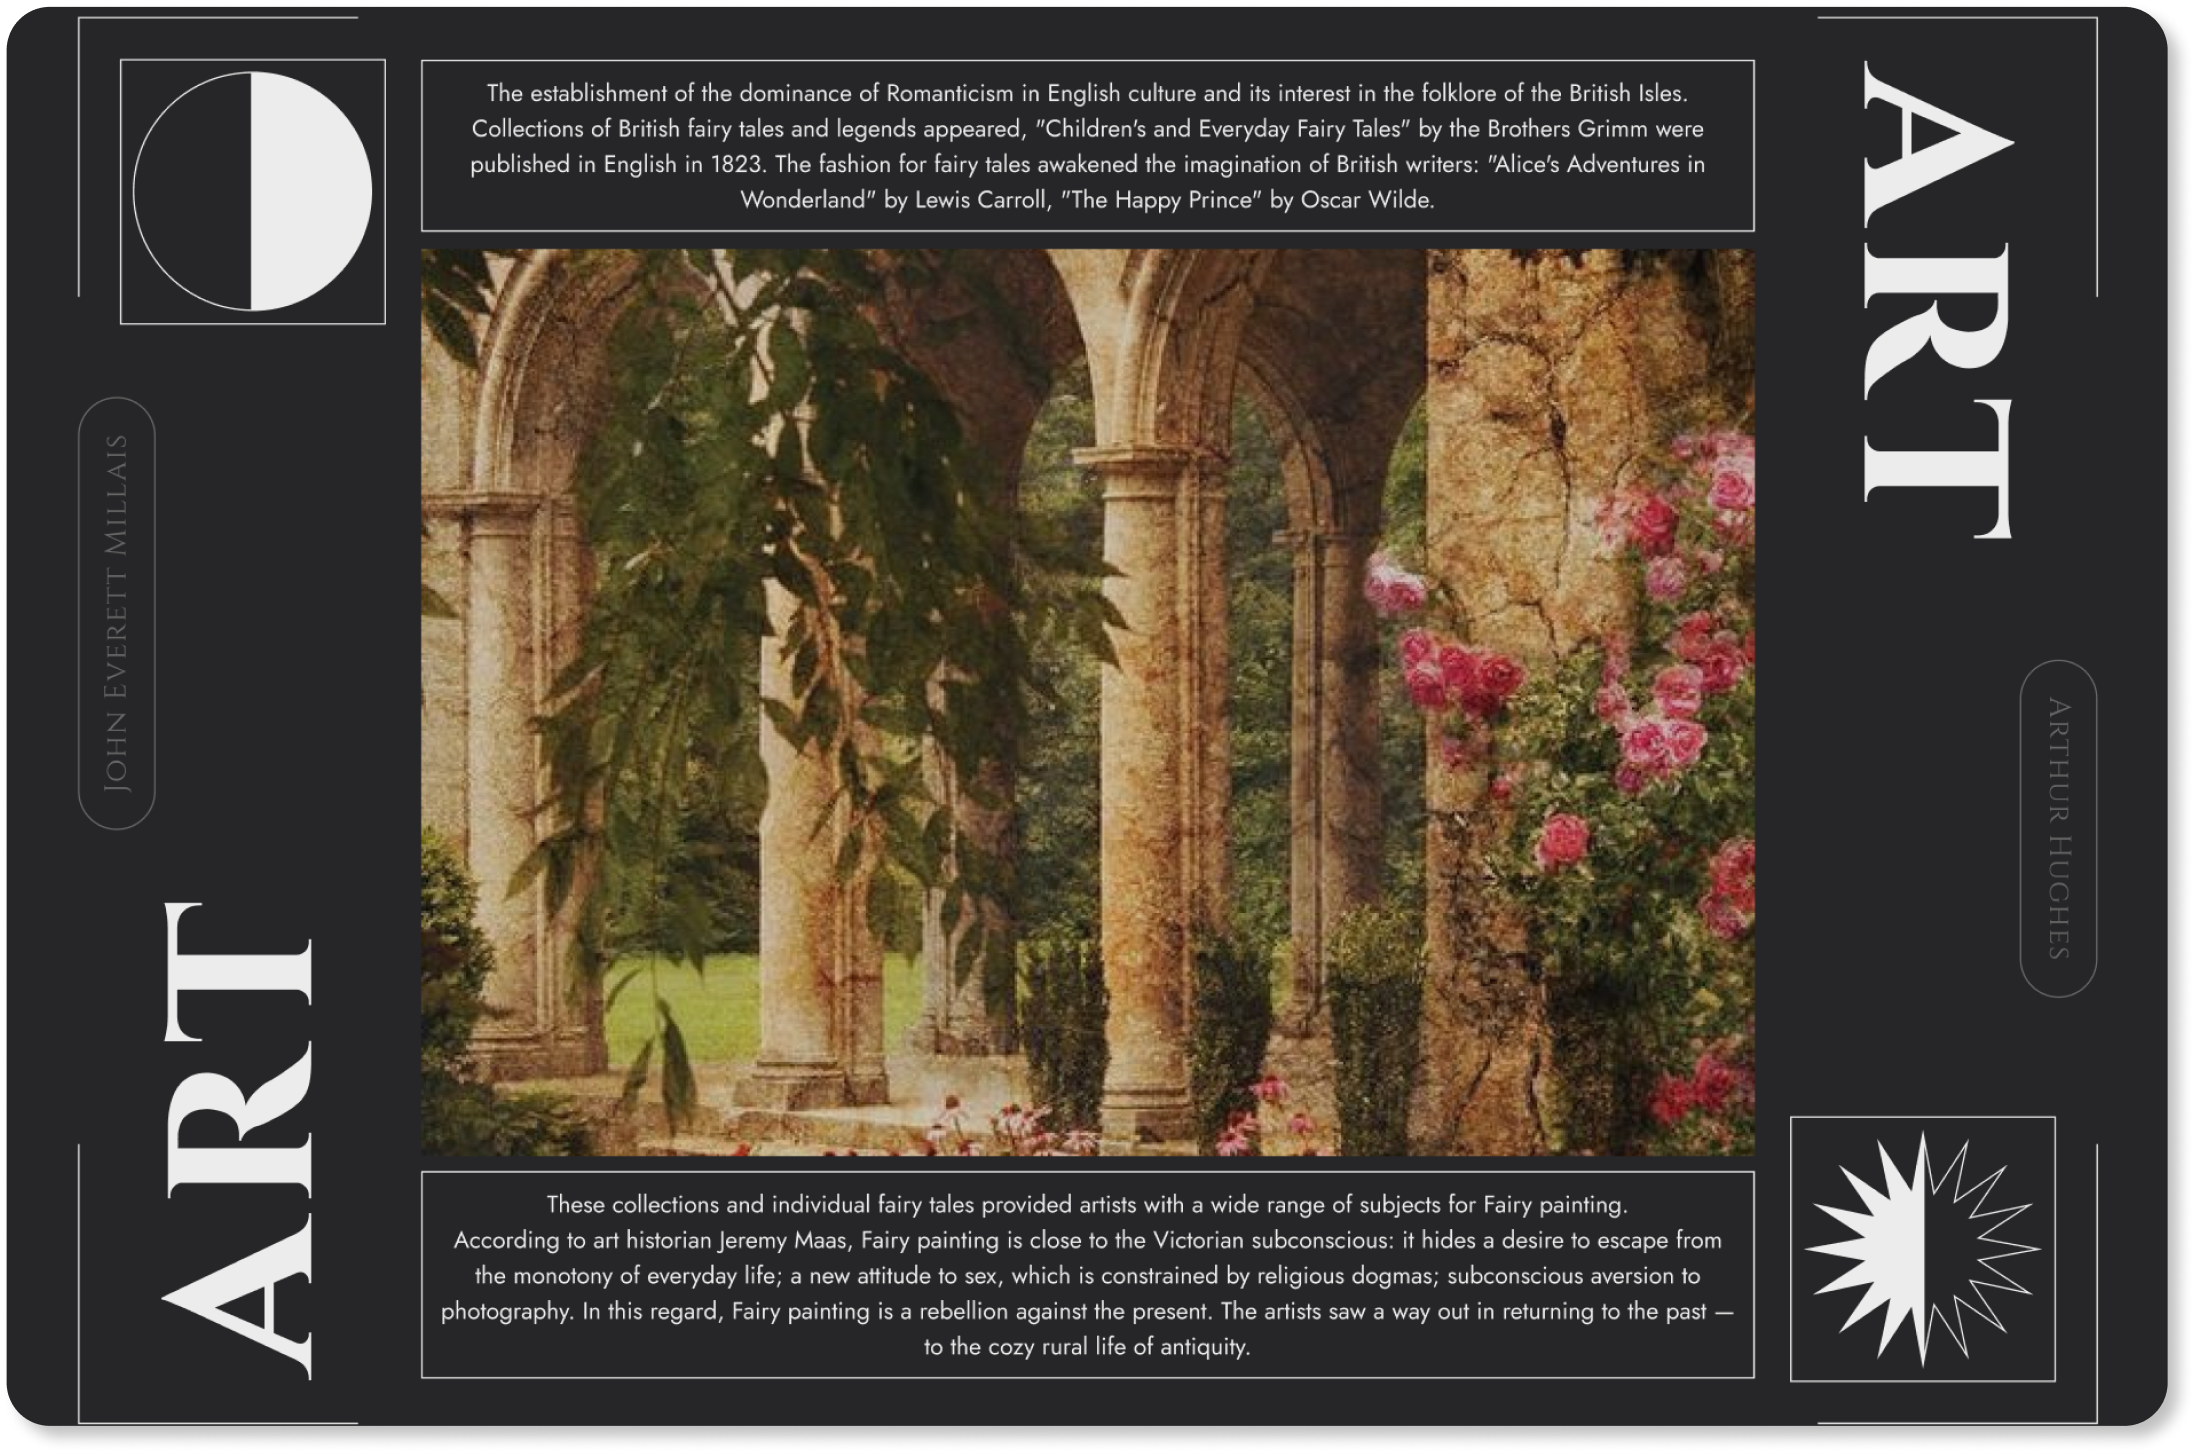 The establishment of the dominance of Romanticism in English culture and its interest in the folklore of the British Isles.
Collections of British fairy tales and legends appeared, "Children's and Everyday Fairy Tales" by the Brothers Grimm were
published in English in 1823. The fashion for fairy tales awakened the imagination of British writers: "Alice's Adventures in
Wonderland" by Lewis Carroll, "The Happy Prince" by Oscar Wilde.
ART
JOHN EVERETT MILLAIS
ART
ARTHUR HUGHES
These collections and individual fairy tales provided artists with a wide range of subjects for Fairy painting.
According to art historian Jeremy Maas, Fairy painting is close to the Victorian subconscious: it hides a desire to escape from
the monotony of everyday life; a new attitude to sex, which is constrained by religious dogmas; subconscious aversion to
photography. In this regard, Fairy painting is a rebellion against the present. The artists saw a way out in returning to the past —
to the cozy rural life of antiquity.